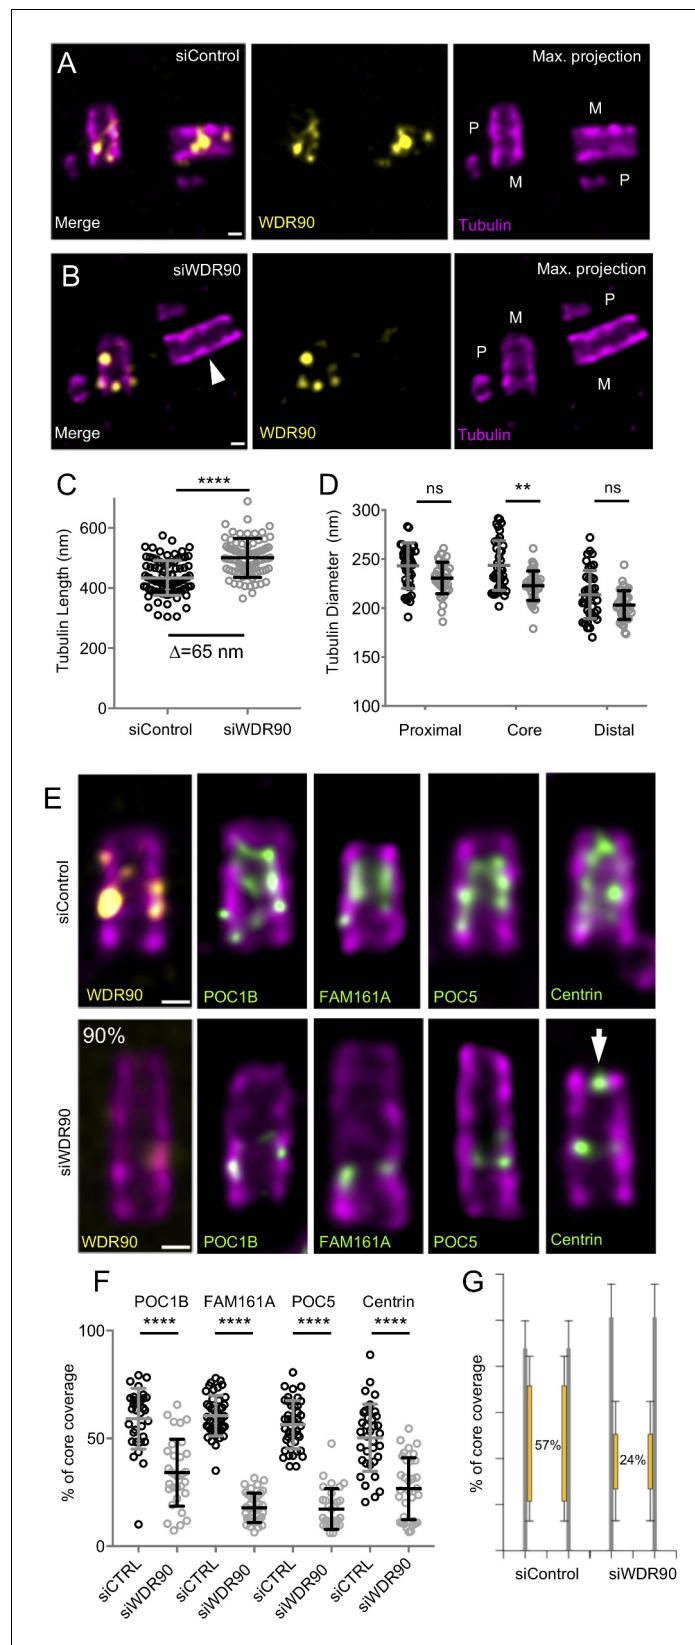 A
siControl
Max. projection
M
P
M
P
Merge
WDR90
Tubulin
B
siWDR90
Max. projection
P
M
P
M
Merge
WDR90
Tubulin
C
****
Tubulin Length (nm)
600
400
200
0
Δ=65 nm
siControl
siWDR90
D
ns
**
ns
Tubulin Diameter (nm)
300
250
200
150
100
Proximal
Core
Distal
E
siControl
WDR90
POC1B
FAM161A
POC5
Centrin
siWDR90
90%
WDR90
POC1B
FAM161A
POC5
Centrin
F
POC1B
FAM161A
POC5
Centrin
****
****
****
****
% of core coverage
100
50
0
siCTRL
siWDR90
siCTRL
siWDR90
siCTRL
siWDR90
siCTRL
siWDR90
G
% of core coverage
57%
24%
siControl
siWDR90